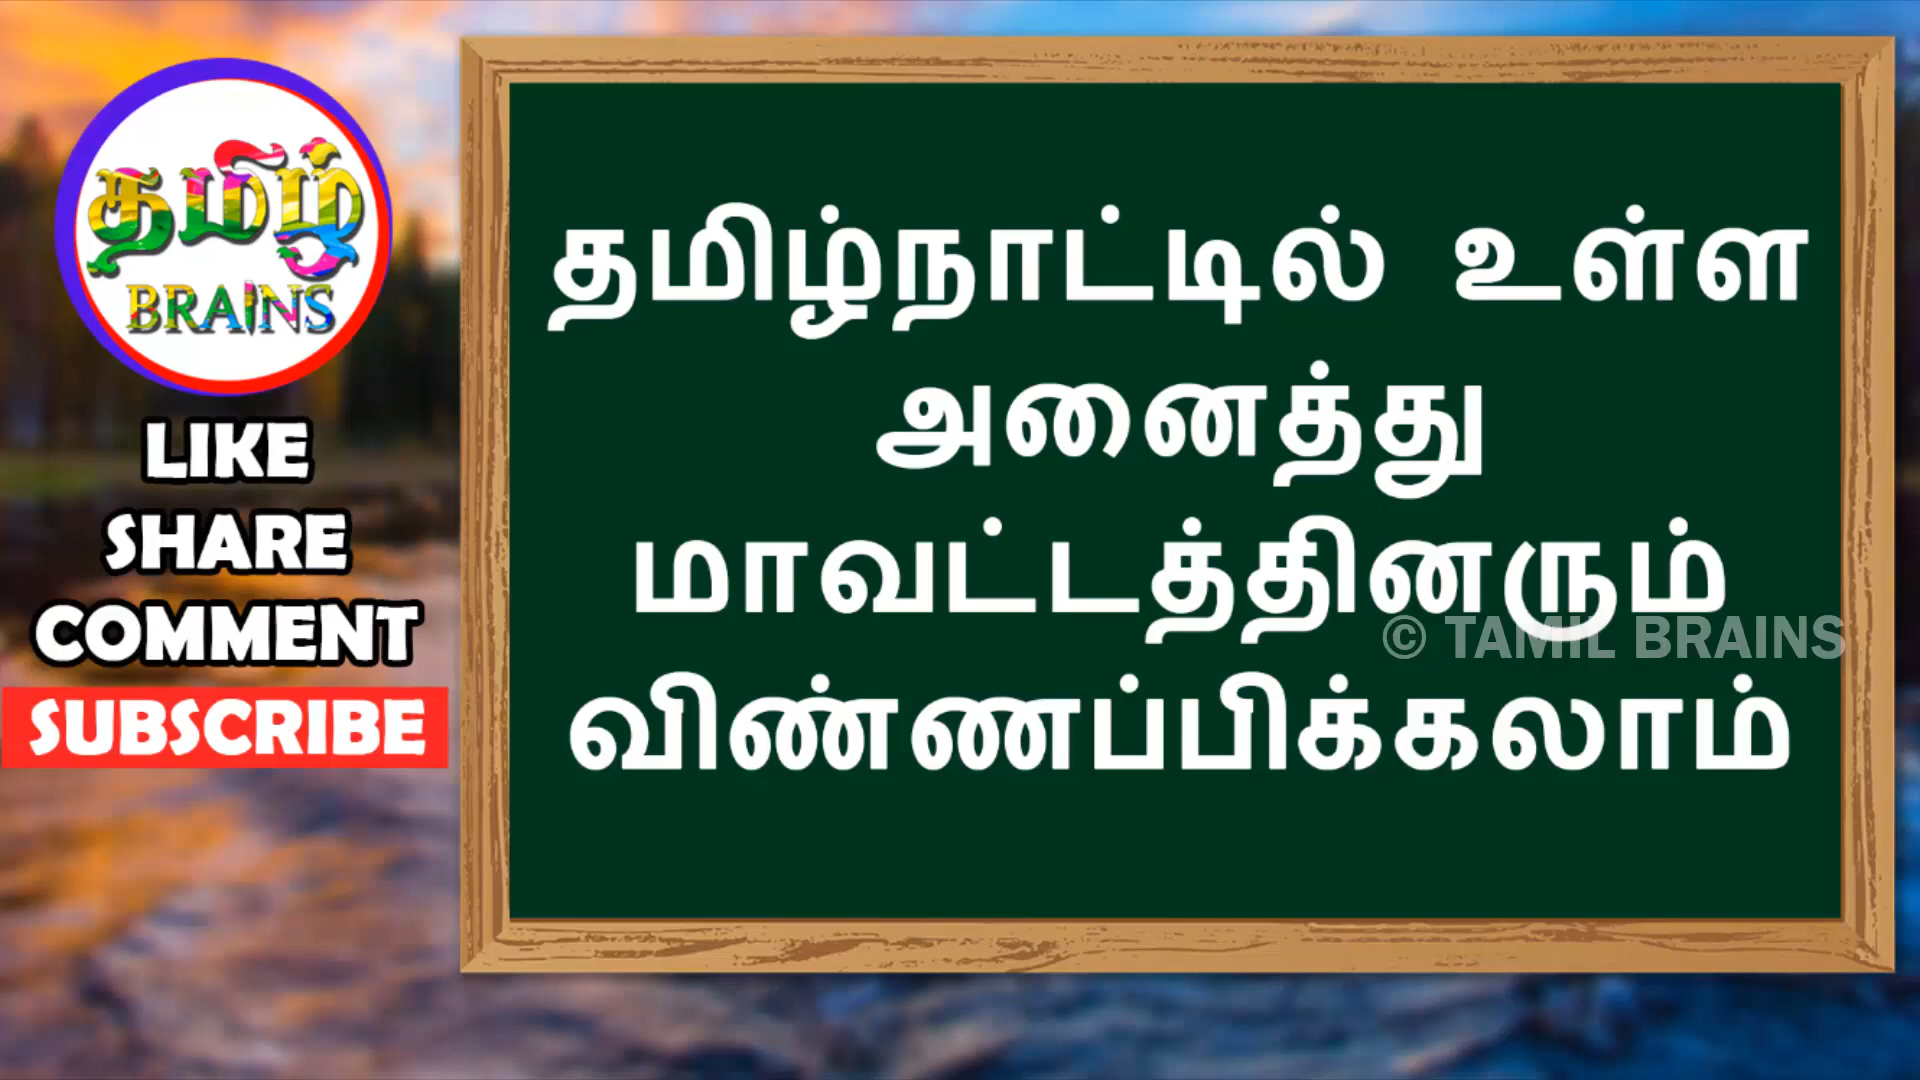 தமிழ்
BRAINS
LIKE
SHARE
COMMENT
SUBSCRIBE
தமிழ்நாட்டில் உள்ள
அனைத்து
மாவட்டத்தினரும்
விண்ணப்பிக்கலாம்
© TAMIL BRAINS